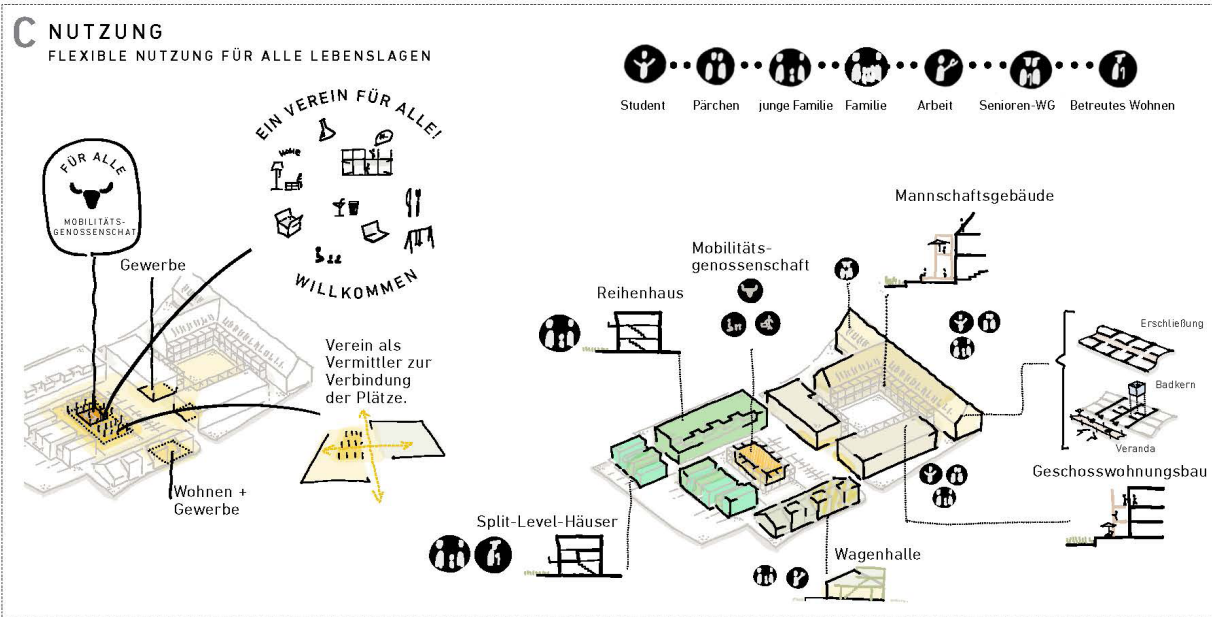 C NUTZUNG
FLEXIBLE NUTZUNG FÜR ALLE LEBENSLAGEN
Student
Pärchen
junge Familie
Familie
Arbeit
Senioren-WG
Betreutes Wohnen
EIN VEREIN FÜR ALLE!
WILLKOMMEN
FÜR ALLE
MOBILITÄTS-
GENOSSENSCHAT
Gewerbe
Verein als
Vermittler zur
Verbindung
der Plätze.
Wohnen +
Gewerbe
Mannschaftsgebäude
Mobilitäts-
genossenschaft
Reihenhaus
Erschließung
Badkern
Veranda
Geschosswohnungsbau
Split-Level-Häuser
Wagenhalle